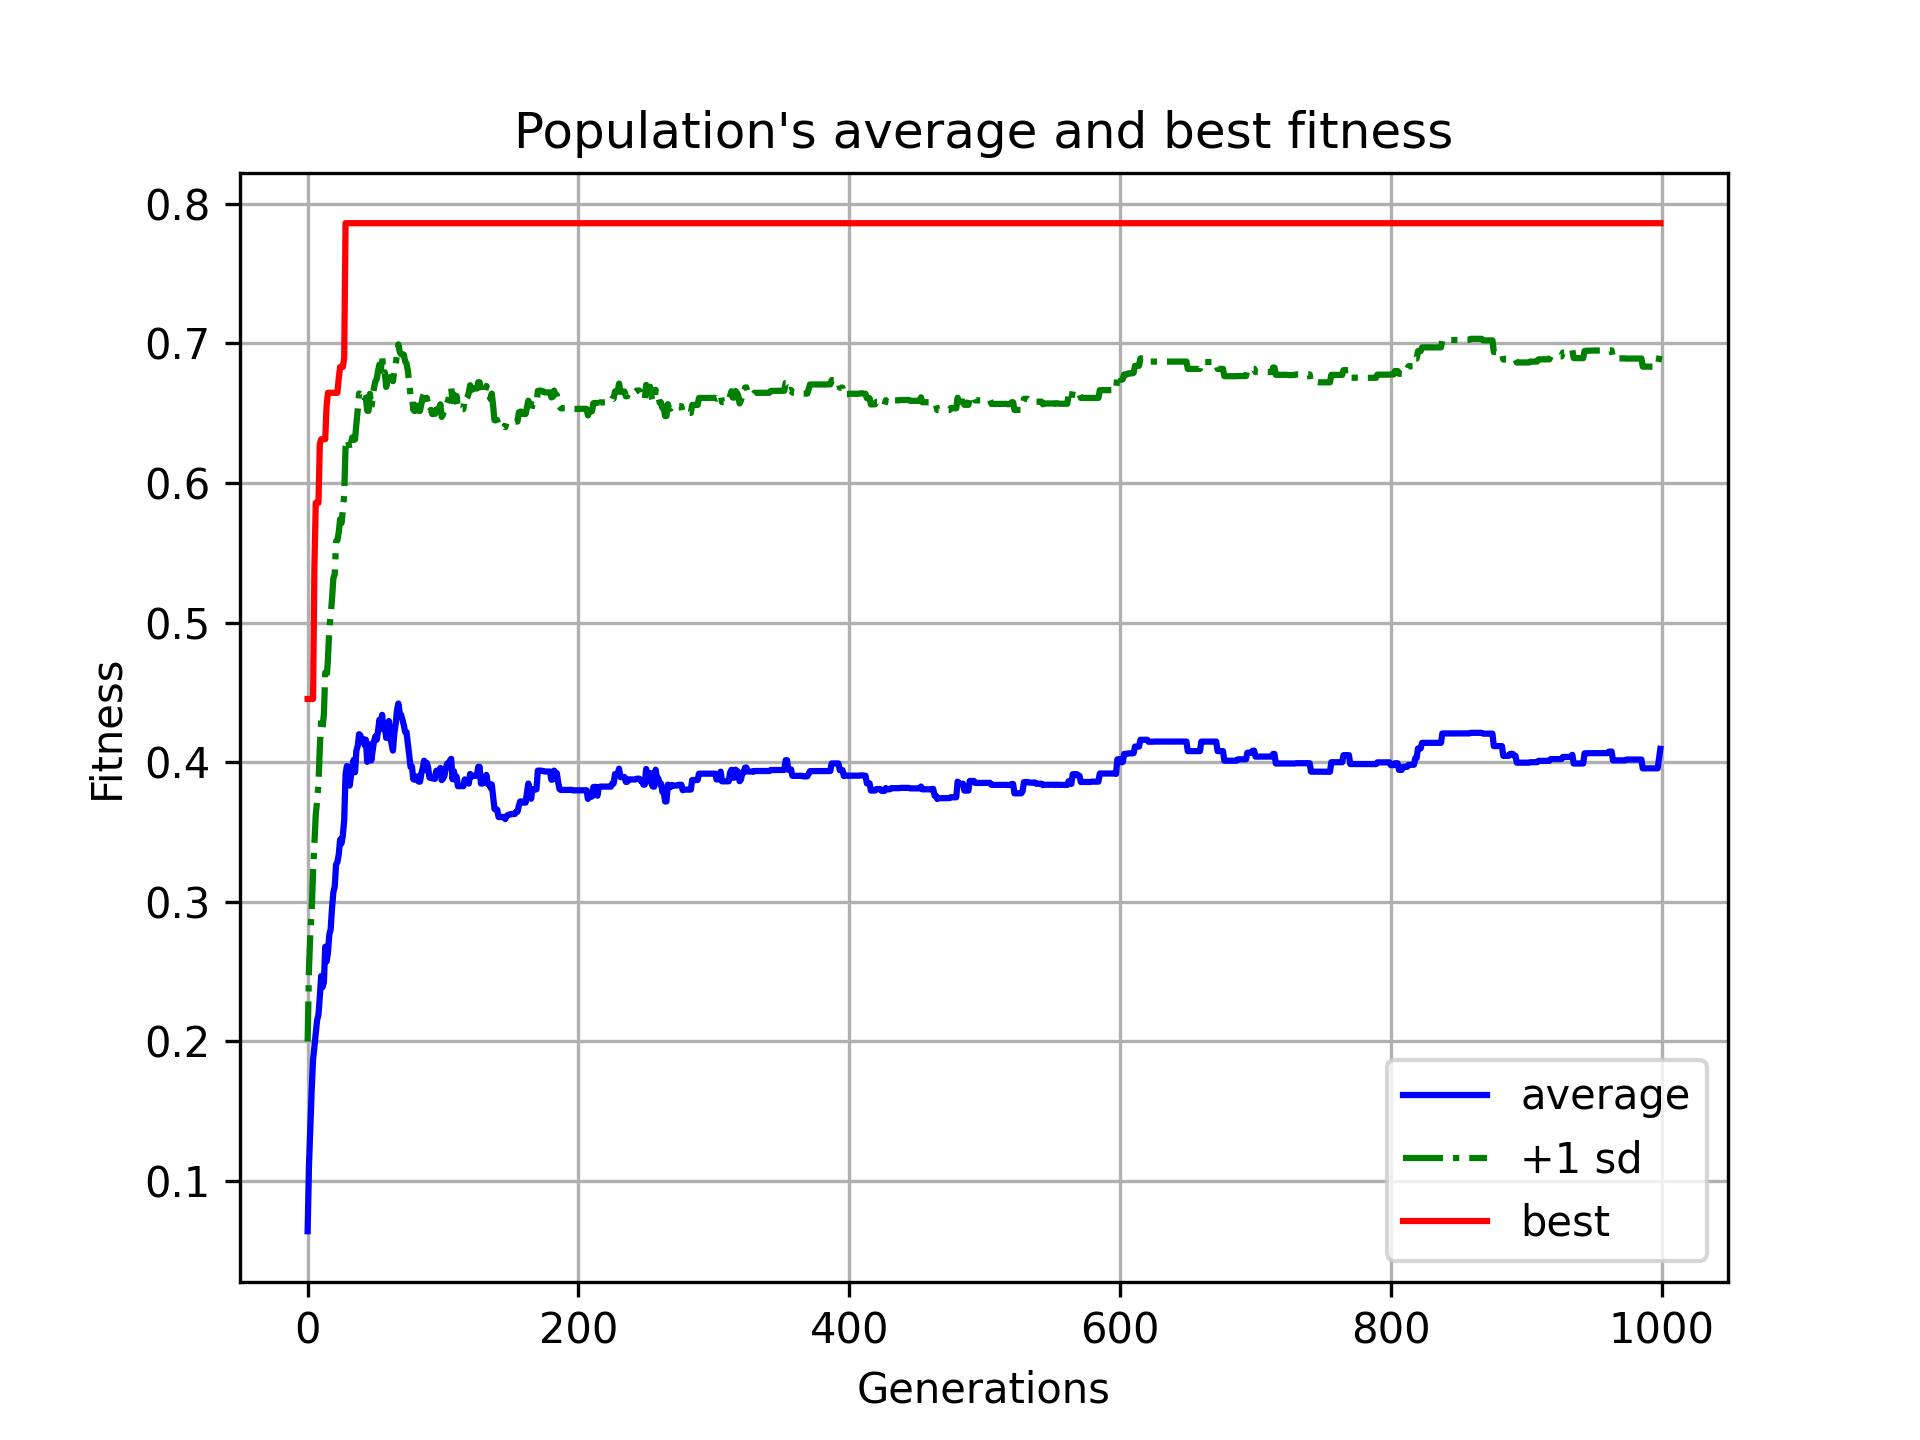 Population's average and best fitness
0.8
0.7
0.6
0.5
0.4
0.3
0.2
0.1
Fitness
average
+1 sd
best
0 200 400 600 800 1000
Generations